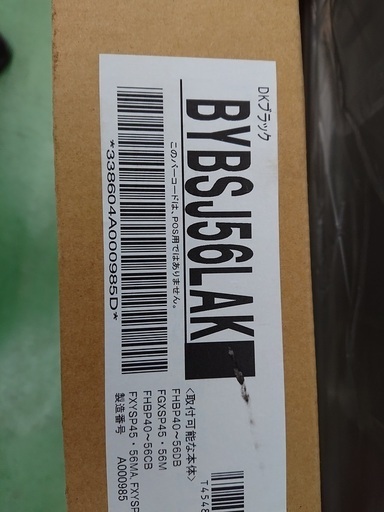 DKブラック
BYBSJ56LAK
このバーコードは、POS用ではありません。
*338604A000985D*
<取付可能な本体>
FHBP40～56DB
FGXSP45・56M
FHBP40～56CB
FXYSP45・56MA,FXYSP
製造番号 A000985
T4548